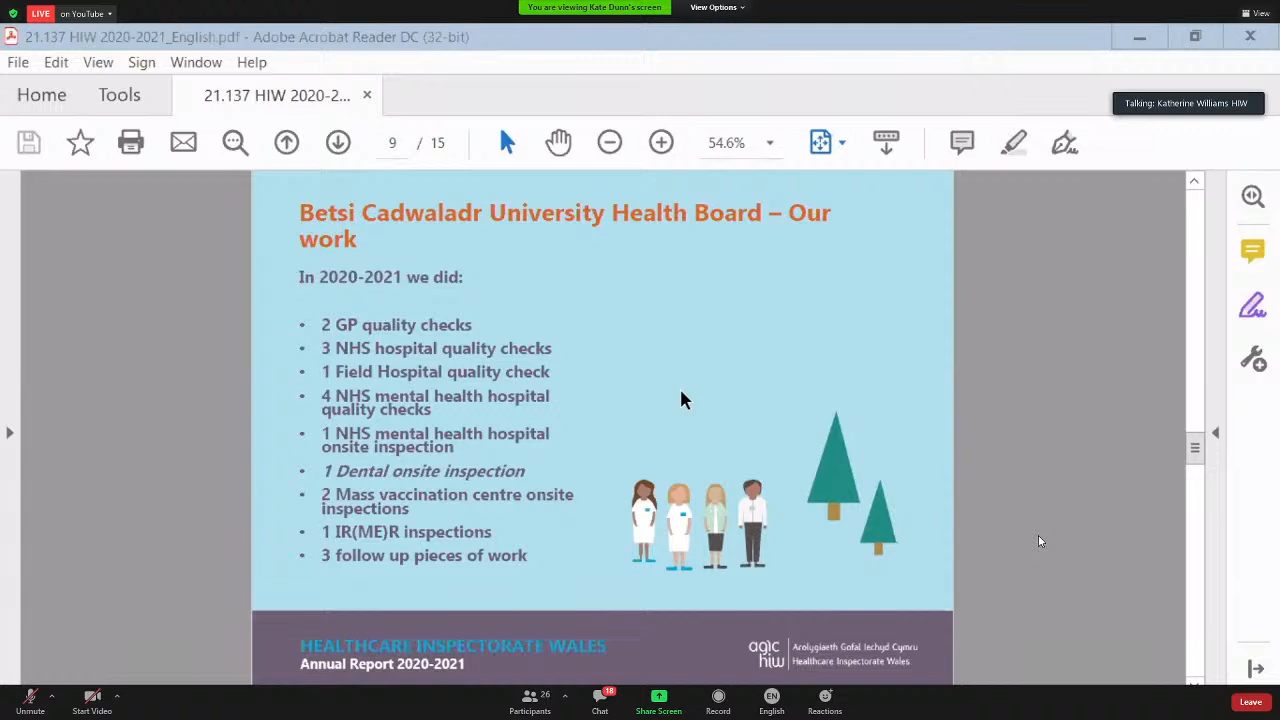 LIVE on YouTube
You are viewing Kate Dunn's screen
View Options
View
21.137 HIW 2020-2021_English.pdf - Adobe Acrobat Reader DC (32-bit)
File Edit View Sign Window Help
Home Tools 21.137 HIW 2020-2... ×
Talking: Katherine Williams HIW
9 / 15 54.6%
Betsi Cadwaladr University Health Board – Our
work
In 2020-2021 we did:
• 2 GP quality checks
• 3 NHS hospital quality checks
• 1 Field Hospital quality check
• 4 NHS mental health hospital
quality checks
• 1 NHS mental health hospital
onsite inspection
• 1 Dental onsite inspection
• 2 Mass vaccination centre onsite
inspections
• 1 IR(ME)R inspections
• 3 follow up pieces of work
HEALTHCARE INSPECTORATE WALES
Annual Report 2020-2021
agic Arolygiaeth Gofal Iechyd Cymru
hiw Healthcare Inspectorate Wales
Unmute
Start Video
26
Participants
18
Chat
Share Screen
Record
EN
English
Reactions
Leave